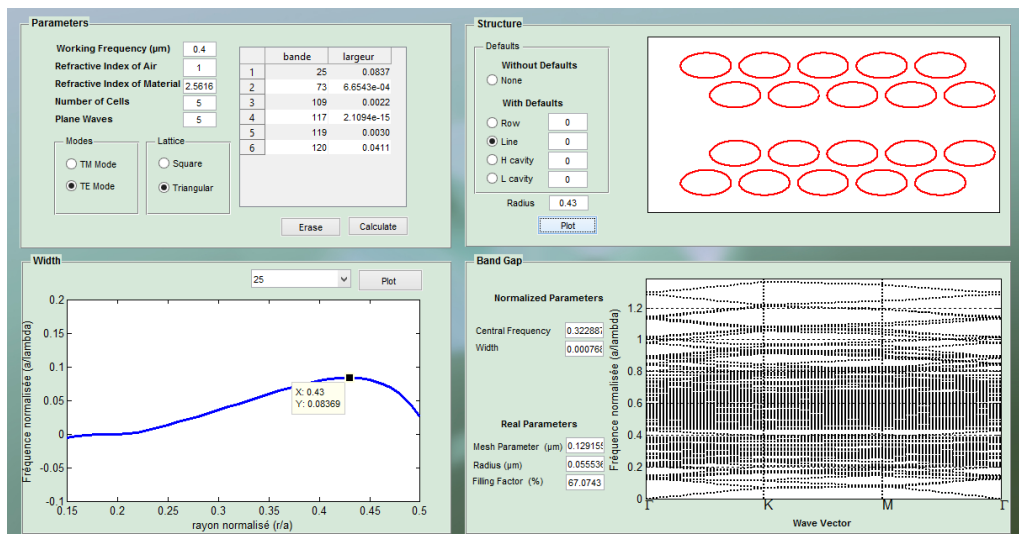 Parameters
Working Frequency (µm) 0.4
Refractive Index of Air 1
Refractive Index of Material 2.5616
Number of Cells 5
Plane Waves 5
Modes
TM Mode
TE Mode
Lattice
Square
Triangular
bande largeur
1 25 0.0837
2 73 6.6543e-04
3 109 0.0022
4 117 2.1094e-15
5 119 0.0030
6 120 0.0411
Erase Calculate
Structure
Defaults
Without Defaults
None
With Defaults
Row 0
Line 0
H cavity 0
L cavity 0
Radius 0.43
Plot
Width
25 Plot
Fréquence normalisée (a/lambda)
0.2
0.15
0.1
0.05
0
-0.05
-0.1
X: 0.43
Y: 0.08369
0.15 0.2 0.25 0.3 0.35 0.4 0.45 0.5
rayon normalisé (r/a)
Band Gap
Normalized Parameters
Central Frequency 0.322887
Width 0.000768
Real Parameters
Mesh Parameter (µm) 0.129155
Radius (µm) 0.055536
Filling Factor (%) 67.0743
Fréquence normalisée (a/lambda)
1.2
1
0.8
0.6
0.4
0.2
0
Γ K M Γ
Wave Vector